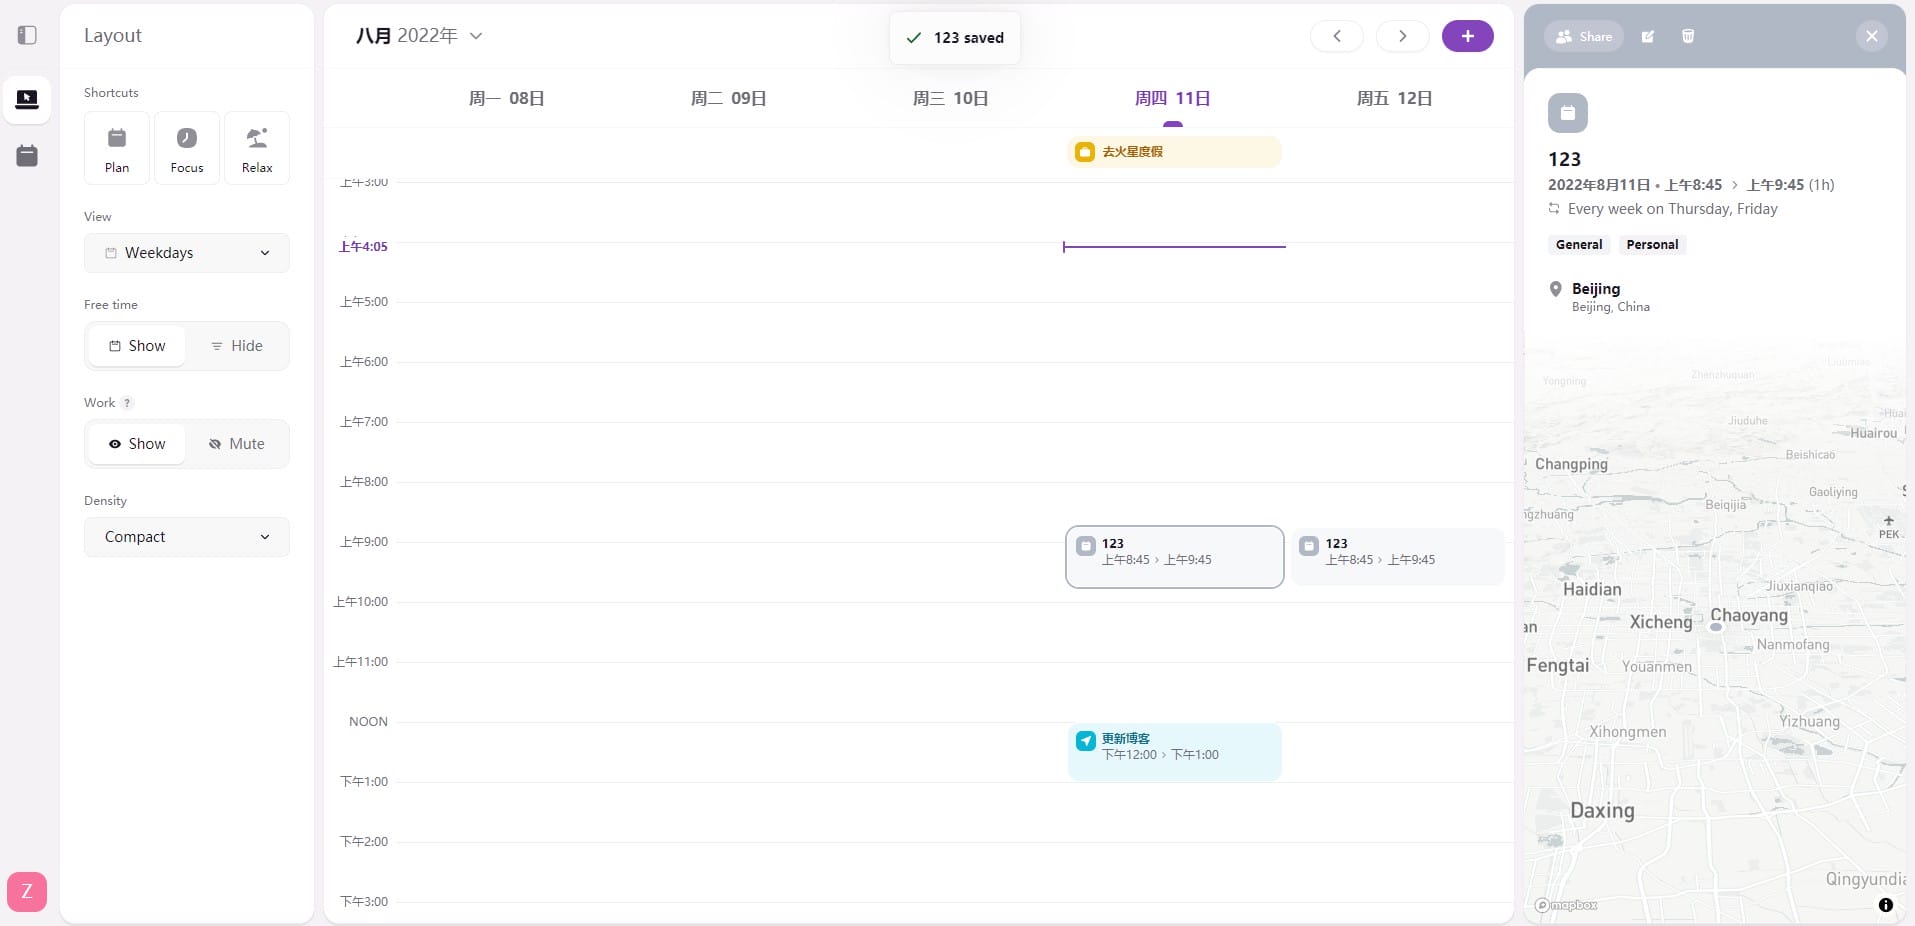 Layout
Shortcuts
Plan
Focus
Relax
View
Weekdays
Free time
Show
Hide
Work ?
Show
Mute
Density
Compact
Z
八月 2022年
123 saved
周一 08日
周二 09日
周三 10日
周四 11日
周五 12日
去火星度假
上午3:00
上午4:05
上午5:00
上午6:00
上午7:00
上午8:00
上午9:00
上午10:00
上午11:00
NOON
下午1:00
下午2:00
下午3:00
123
上午8:45 › 上午9:45
123
上午8:45 › 上午9:45
更新博客
下午12:00 › 下午1:00
Share
123
2022年8月11日 • 上午8:45 › 上午9:45 (1h)
Every week on Thursday, Friday
General
Personal
Beijing
Beijing, China
Liuumiao
Yongning
Zhenzhuquan
Jiuduhe
Huairou
Beishicao
Changping
Gaoliying
Beiqijia
PEK
Haidian
Jiuxianqiao
Chaoyang
Xicheng
Nanmofang
Fengtai
Youanmen
Yizhuang
Xihongmen
Daxing
mapbox